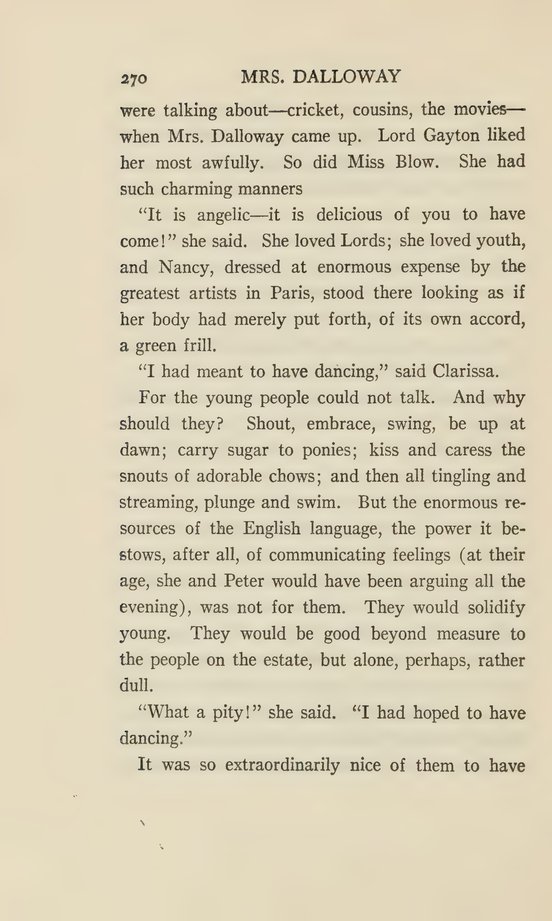 270 MRS. DALLOWAY
were talking about—cricket, cousins, the movies—
when Mrs. Dalloway came up. Lord Gayton liked
her most awfully. So did Miss Blow. She had
such charming manners
"It is angelic—it is delicious of you to have
come!" she said. She loved Lords; she loved youth,
and Nancy, dressed at enormous expense by the
greatest artists in Paris, stood there looking as if
her body had merely put forth, of its own accord,
a green frill.
"I had meant to have dancing," said Clarissa.
For the young people could not talk. And why
should they? Shout, embrace, swing, be up at
dawn; carry sugar to ponies; kiss and caress the
snouts of adorable chows; and then all tingling and
streaming, plunge and swim. But the enormous re-
sources of the English language, the power it be-
stows, after all, of communicating feelings (at their
age, she and Peter would have been arguing all the
evening), was not for them. They would solidify
young. They would be good beyond measure to
the people on the estate, but alone, perhaps, rather
dull.
"What a pity!" she said. "I had hoped to have
dancing."
It was so extraordinarily nice of them to have